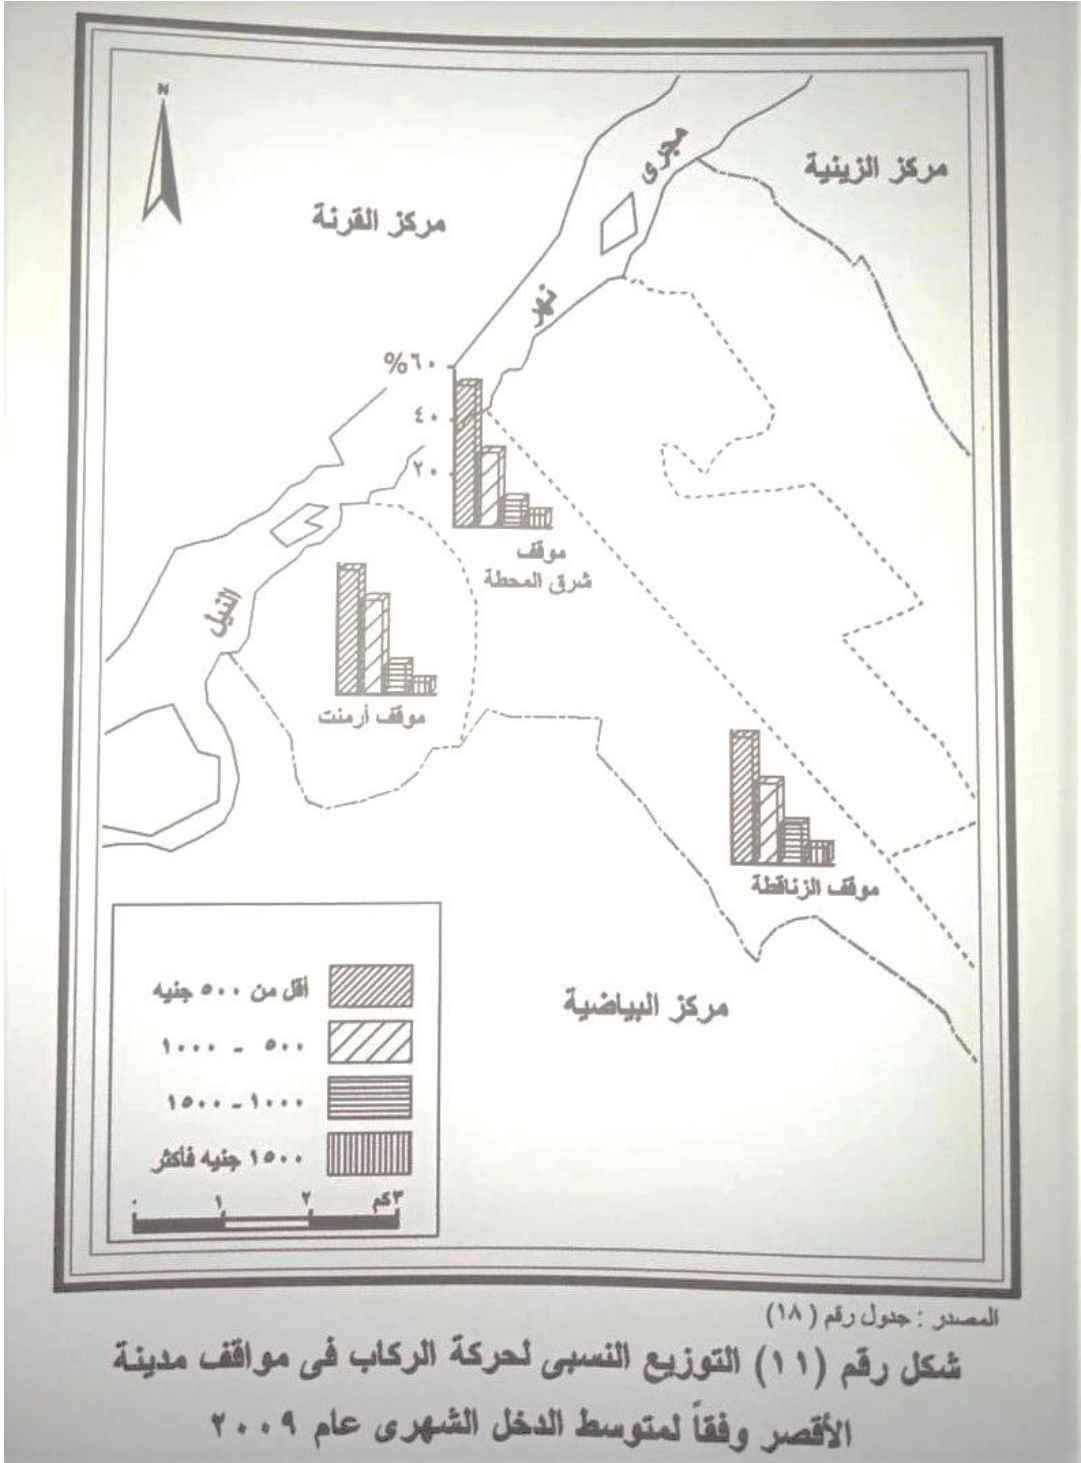 N
مجرى
مركز الزينية
مركز القرنة
نهر
%٦٠
٤٠
٢٠
موقف
شرق المحطة
النيل
موقف أرمنت
موقف الزناقطة
مركز البياضية
أقل من ٥٠٠ جنيه
٥٠٠ - ١٠٠٠
١٠٠٠ - ١٥٠٠
١٥٠٠ جنيه فأكثر
٠ ١ ٢ ٣كم
المصدر : جدول رقم (١٨)
شكل رقم (١١) التوزيع النسبى لحركة الركاب فى مواقف مدينة
الأقصر وفقاً لمتوسط الدخل الشهرى عام ٢٠٠٩